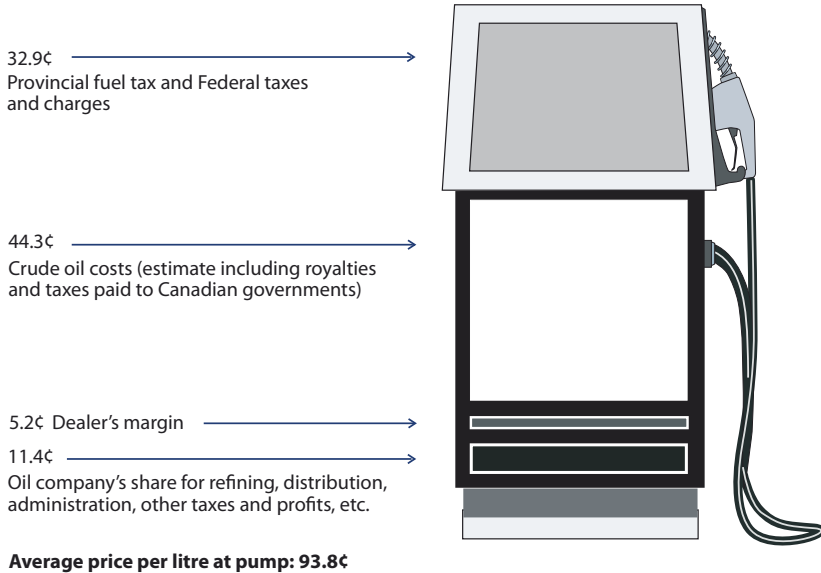 32.9¢
Provincial fuel tax and Federal taxes
and charges
44.3¢
Crude oil costs (estimate including royalties
and taxes paid to Canadian governments)
5.2¢ Dealer's margin
11.4¢
Oil company's share for refining, distribution,
administration, other taxes and profits, etc.
Average price per litre at pump: 93.8¢